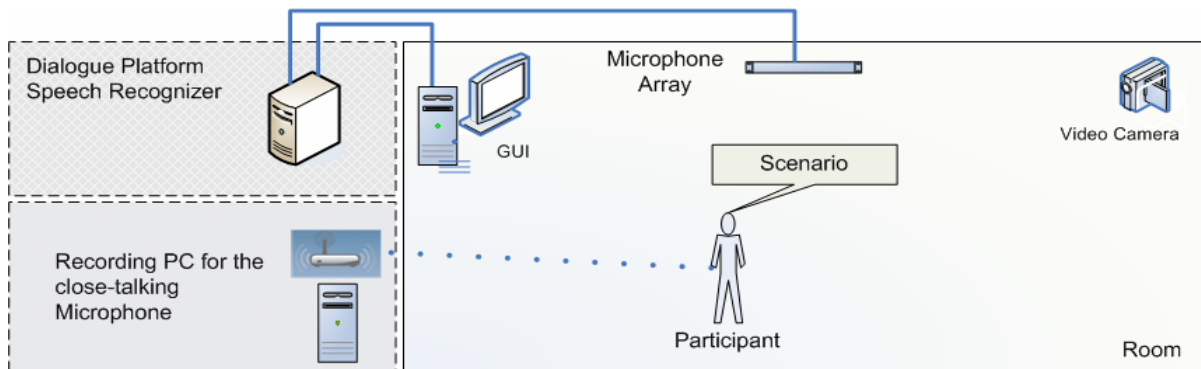 Dialogue Platform
Speech Recognizer
GUI
Microphone
Array
Video Camera
Scenario
Recording PC for the
close-talking
Microphone
Participant
Room